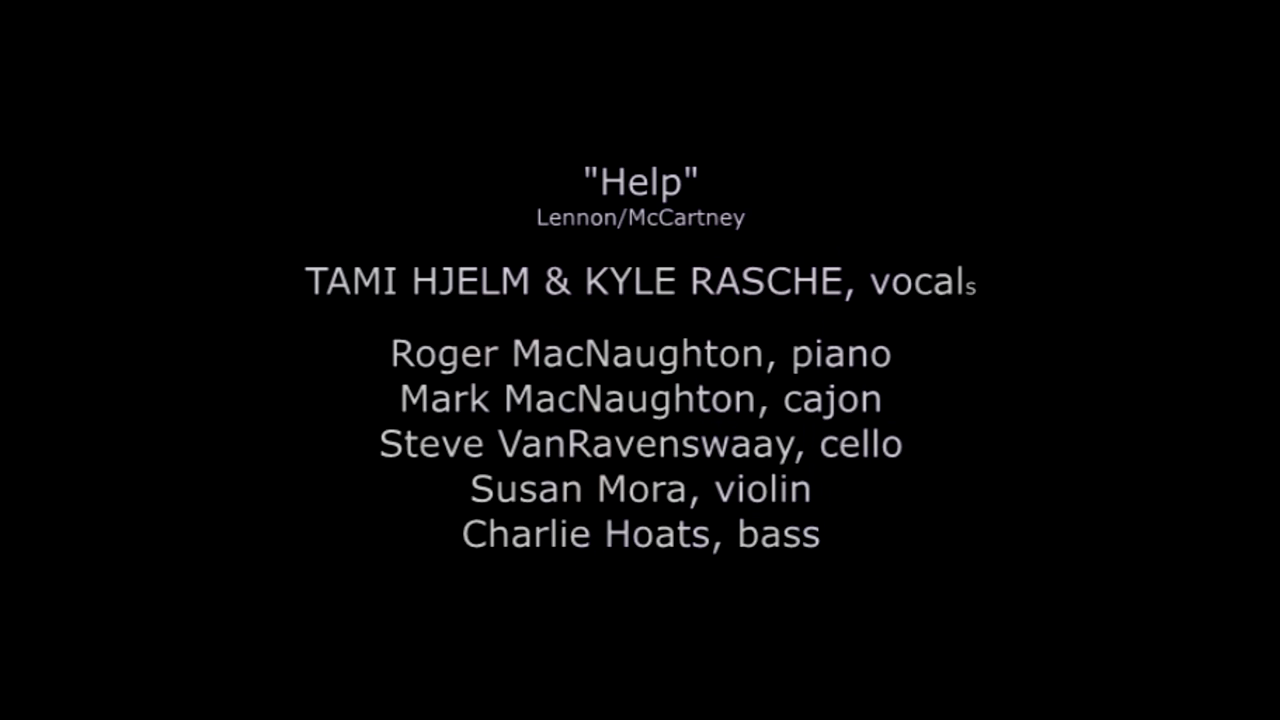 "Help"
Lennon/McCartney
TAMI HJELM & KYLE RASCHE, vocals
Roger MacNaughton, piano
Mark MacNaughton, cajon
Steve VanRavenswaay, cello
Susan Mora, violin
Charlie Hoats, bass